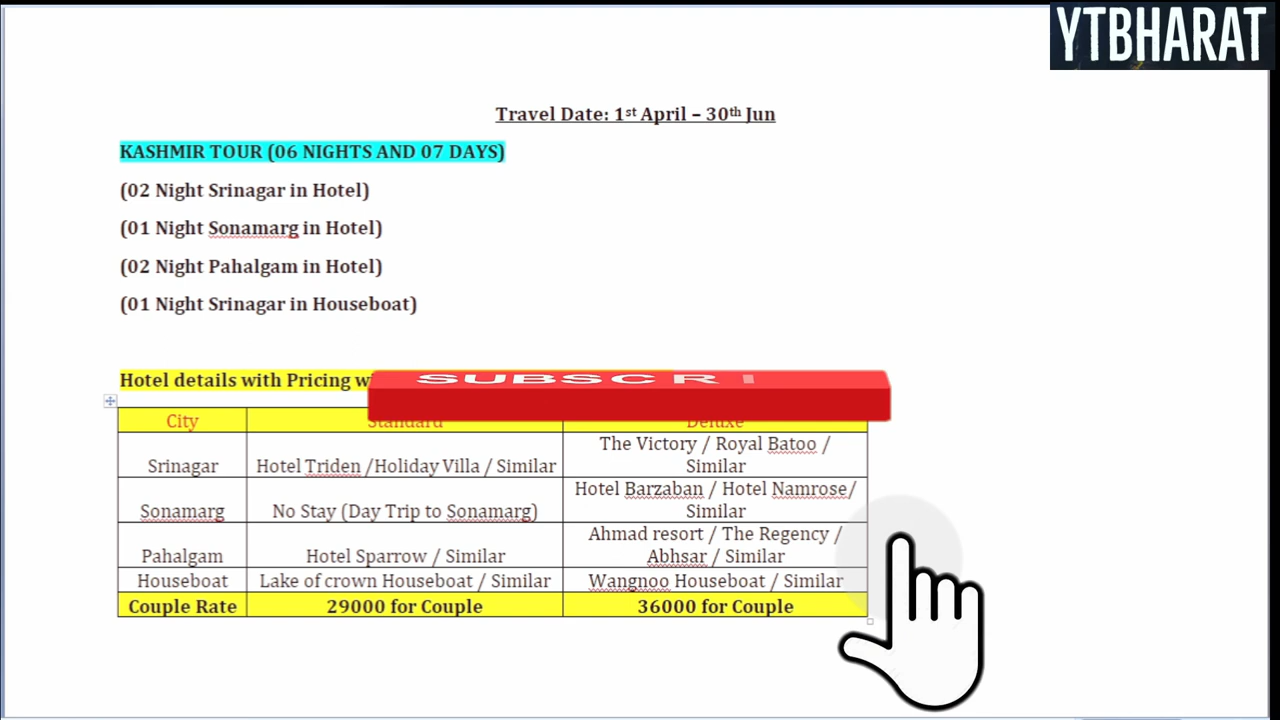 YTBHARAT
Travel Date: 1st April – 30th Jun
KASHMIR TOUR (06 NIGHTS AND 07 DAYS)
(02 Night Srinagar in Hotel)
(01 Night Sonamarg in Hotel)
(02 Night Pahalgam in Hotel)
(01 Night Srinagar in Houseboat)
Hotel details with Pricing
SUBSCRI
City Standard Deluxe
Srinagar Hotel Triden /Holiday Villa / Similar The Victory / Royal Batoo /
Similar
Sonamarg No Stay (Day Trip to Sonamarg) Hotel Barzaban / Hotel Namrose/
Similar
Pahalgam Hotel Sparrow / Similar Ahmad resort / The Regency /
Abhsar / Similar
Houseboat Lake of crown Houseboat / Similar Wangnoo Houseboat / Similar
Couple Rate 29000 for Couple 36000 for Couple